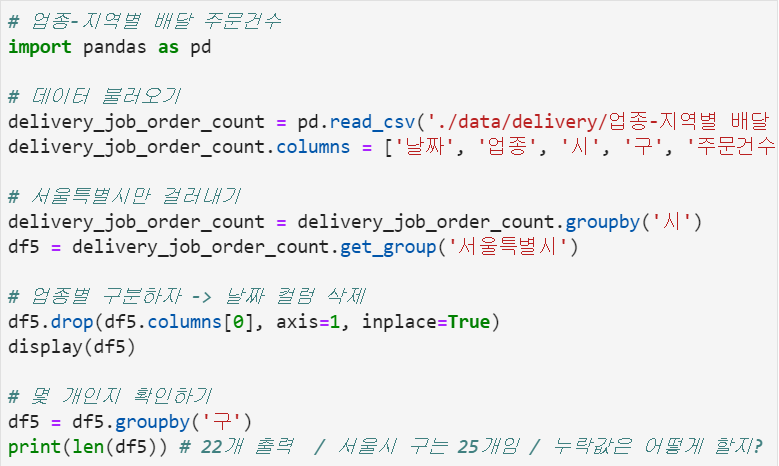 # 업종-지역별 배달 주문건수
import pandas as pd
# 데이터 불러오기
delivery_job_order_count = pd.read_csv('./data/delivery/업종-지역별 배달
delivery_job_order_count.columns = ['날짜', '업종', '시', '구', '주문건수
# 서울특별시만 걸러내기
delivery_job_order_count = delivery_job_order_count.groupby('시')
df5 = delivery_job_order_count.get_group('서울특별시')
# 업종별 구분하자 -> 날짜 컬럼 삭제
df5.drop(df5.columns[0], axis=1, inplace=True)
display(df5)
# 몇 개인지 확인하기
df5 = df5.groupby('구')
print(len(df5)) # 22개 출력  / 서울시 구는 25개임 / 누락값은 어떻게 할지?